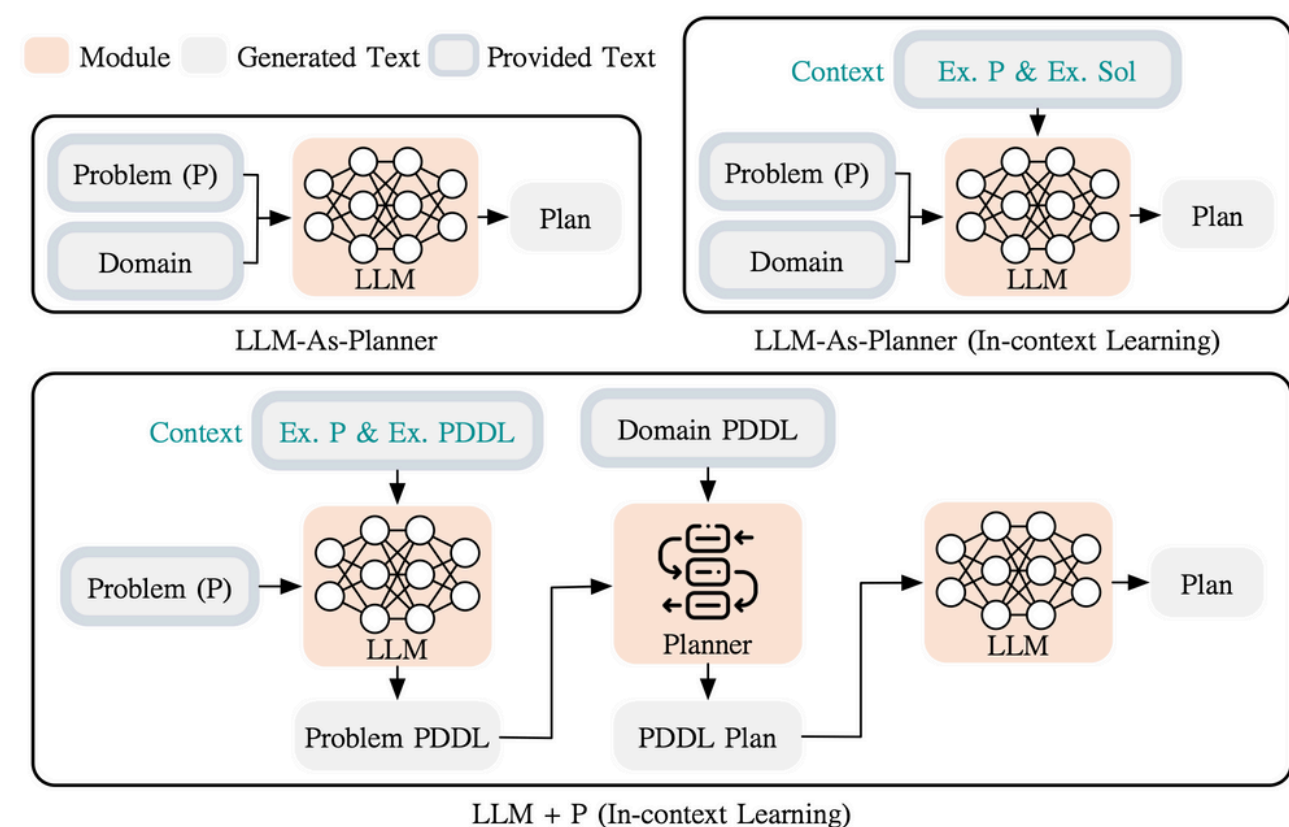 Module Generated Text Provided Text
Problem (P)
Domain
LLM
Plan
LLM-As-Planner
Context Ex. P & Ex. Sol
Problem (P)
Domain
LLM
Plan
LLM-As-Planner (In-context Learning)
Context Ex. P & Ex. PDDL
Domain PDDL
Problem (P)
LLM
Planner
LLM
Plan
Problem PDDL
PDDL Plan
LLM + P (In-context Learning)